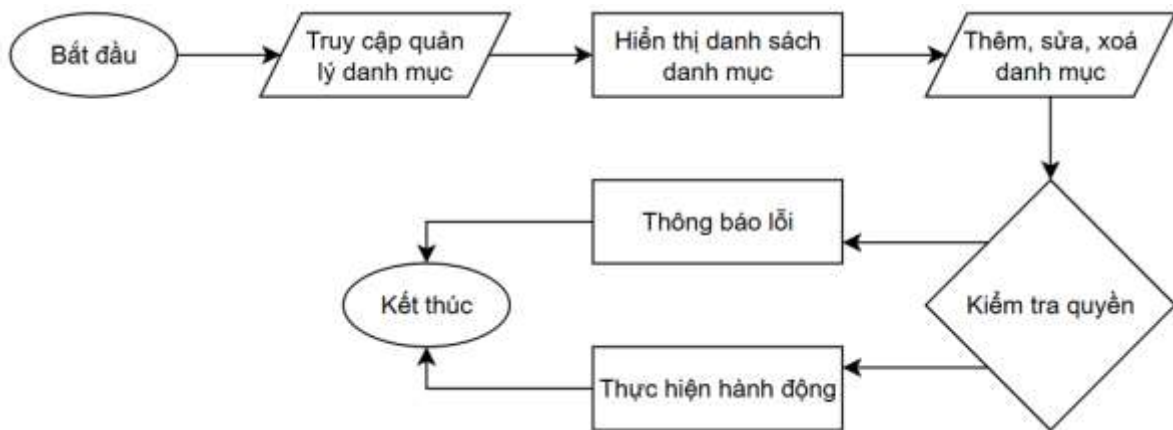 Bắt đầu
Truy cập quản
lý danh mục
Hiển thị danh sách
danh mục
Thêm, sửa, xoá
danh mục
Thông báo lỗi
Kết thúc
Kiểm tra quyền
Thực hiện hành động